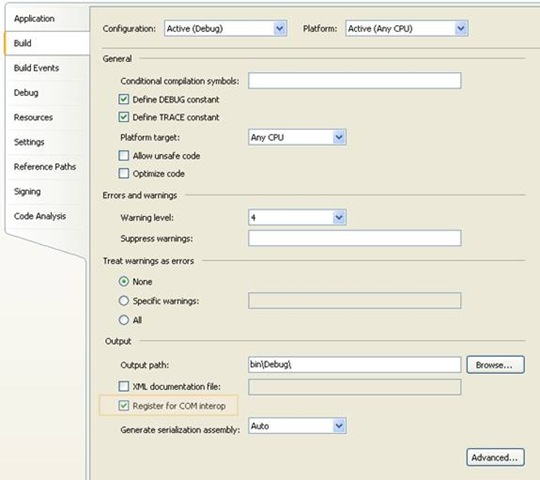 Application
Build
Build Events
Debug
Resources
Settings
Reference Paths
Signing
Code Analysis
Configuration: Active (Debug) Platform: Active (Any CPU)
General
Conditional compilation symbols:
Define DEBUG constant
Define TRACE constant
Platform target: Any CPU
Allow unsafe code
Optimize code
Errors and warnings
Warning level: 4
Suppress warnings:
Treat warnings as errors
None
Specific warnings:
All
Output
Output path: bin\Debug\ Browse...
XML documentation file:
Register for COM interop
Generate serialization assembly: Auto
Advanced...